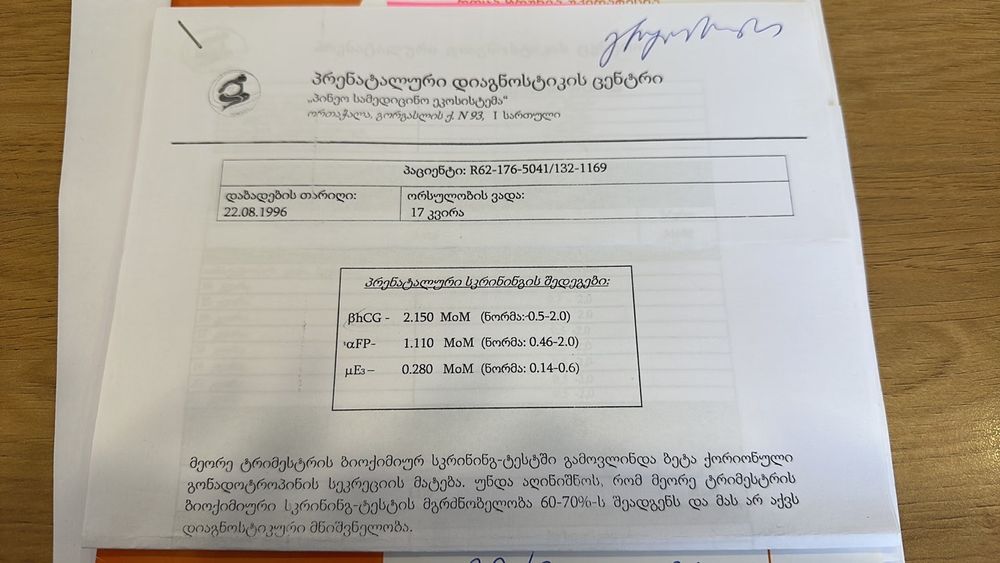 პრენატალური დიაგნოსტიკის ცენტრი
„პინეო სამედიცინო ეკოსისტემა“
ორთაჭალა, გორგასლის ქ. N 93, I სართული
პაციენტი: R62-176-5041/132-1169
დაბადების თარიღი:
22.08.1996
ორსულობის ვადა:
17 კვირა
პრენატალური სკრინინგის შედეგები:
βhCG - 2.150 MoM (ნორმა:-0.5-2.0)
αFP- 1.110 MoM (ნორმა: 0.46-2.0)
μE₃ – 0.280 MoM (ნორმა: 0.14-0.6)
მეორე ტრიმესტრის ბიოქიმიურ სკრინინგ-ტესტში გამოვლინდა ბეტა ქორიონული
გონადოტროპინის სეკრეციის მატება. უნდა აღინიშნოს, რომ მეორე ტრიმესტრის
ბიოქიმიური სკრინინგ-ტესტის მგრძნობელობა 60-70%-ს შეადგენს და მას არ აქვს
დიაგნოსტიკური მნიშვნელობა.